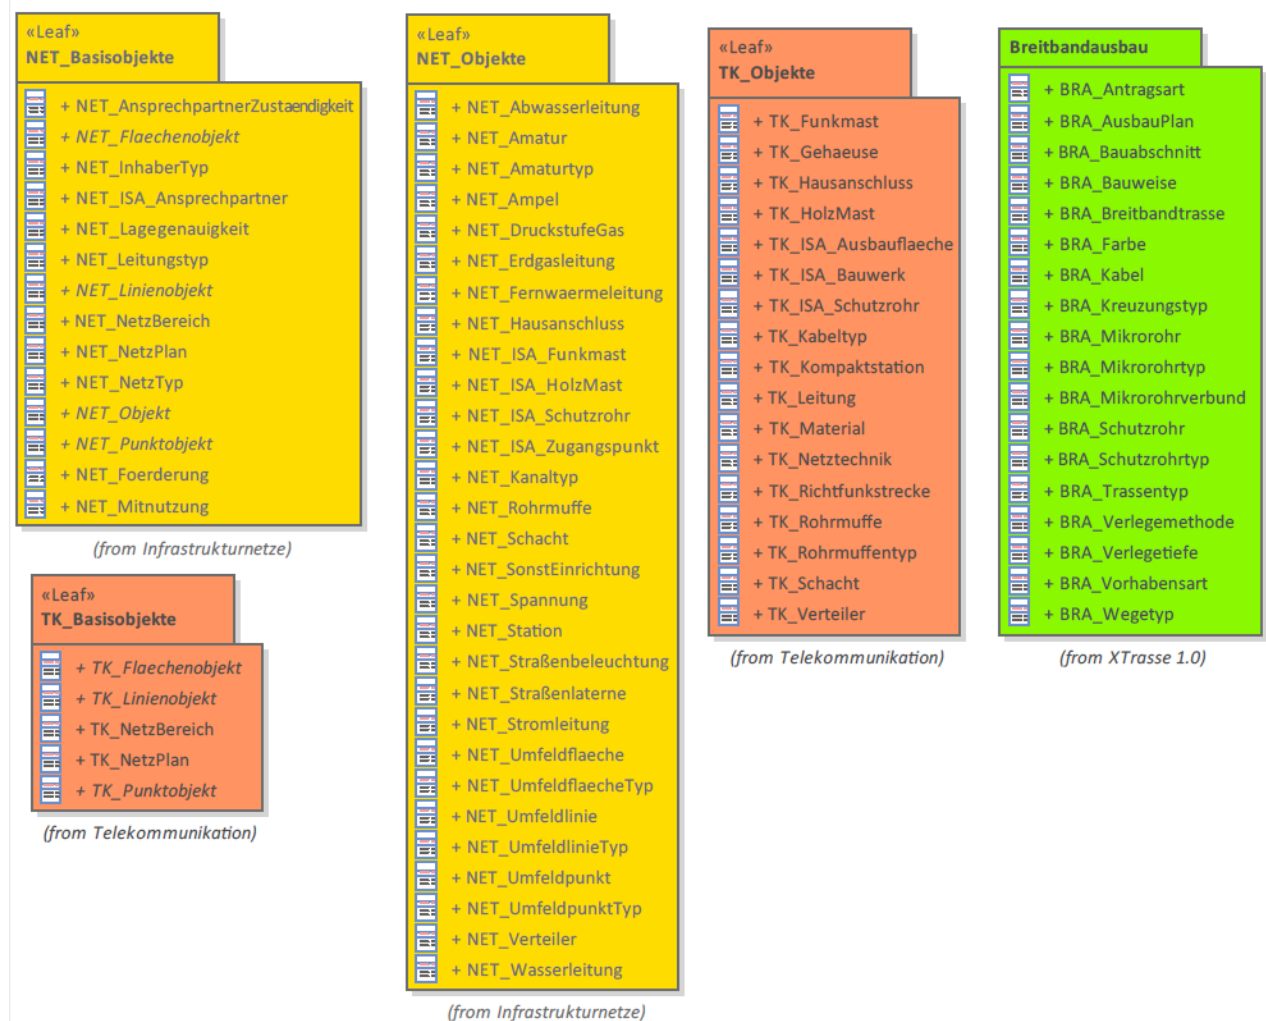 «Leaf»
NET_Basisobjekte
+ NET_AnsprechpartnerZustaendigkeit
+ NET_Flaechenobjekt
+ NET_InhaberTyp
+ NET_ISA_Ansprechpartner
+ NET_Lagegenauigkeit
+ NET_Leitungstyp
+ NET_Linienobjekt
+ NET_NetzBereich
+ NET_NetzPlan
+ NET_NetzTyp
+ NET_Objekt
+ NET_Punktobjekt
+ NET_Foerderung
+ NET_Mitnutzung
(from Infrastrukturnetze)
«Leaf»
TK_Basisobjekte
+ TK_Flaechenobjekt
+ TK_Linienobjekt
+ TK_NetzBereich
+ TK_NetzPlan
+ TK_Punktobjekt
(from Telekommunikation)
«Leaf»
NET_Objekte
+ NET_Abwasserleitung
+ NET_Amatur
+ NET_Amaturtyp
+ NET_Ampel
+ NET_DruckstufeGas
+ NET_Erdgasleitung
+ NET_Fernwaermeleitung
+ NET_Hausanschluss
+ NET_ISA_Funkmast
+ NET_ISA_HolzMast
+ NET_ISA_Schutzrohr
+ NET_ISA_Zugangspunkt
+ NET_Kanaltyp
+ NET_Rohrmuffe
+ NET_Schacht
+ NET_SonstEinrichtung
+ NET_Spannung
+ NET_Station
+ NET_Straßenbeleuchtung
+ NET_Straßenlaterne
+ NET_Stromleitung
+ NET_Umfeldflaeche
+ NET_UmfeldflaecheTyp
+ NET_Umfeldlinie
+ NET_UmfeldlinieTyp
+ NET_Umfeldpunkt
+ NET_UmfeldpunktTyp
+ NET_Verteiler
+ NET_Wasserleitung
(from Infrastrukturnetze)
«Leaf»
TK_Objekte
+ TK_Funkmast
+ TK_Gehaeuse
+ TK_Hausanschluss
+ TK_HolzMast
+ TK_ISA_Ausbauflaeche
+ TK_ISA_Bauwerk
+ TK_ISA_Schutzrohr
+ TK_Kabeltyp
+ TK_Kompaktstation
+ TK_Leitung
+ TK_Material
+ TK_Netztechnik
+ TK_Richtfunkstrecke
+ TK_Rohrmuffe
+ TK_Rohrmuffentyp
+ TK_Schacht
+ TK_Verteiler
(from Telekommunikation)
Breitbandausbau
+ BRA_Antragsart
+ BRA_AusbauPlan
+ BRA_Bauabschnitt
+ BRA_Bauweise
+ BRA_Breitbandtrasse
+ BRA_Farbe
+ BRA_Kabel
+ BRA_Kreuzungstyp
+ BRA_Mikrorohr
+ BRA_Mikrorohrtyp
+ BRA_Mikrorohrverbund
+ BRA_Schutzrohr
+ BRA_Schutzrohrtyp
+ BRA_Trassentyp
+ BRA_Verlegemethode
+ BRA_Verlegetiefe
+ BRA_Vorhabensart
+ BRA_Wegetyp
(from XTrasse 1.0)